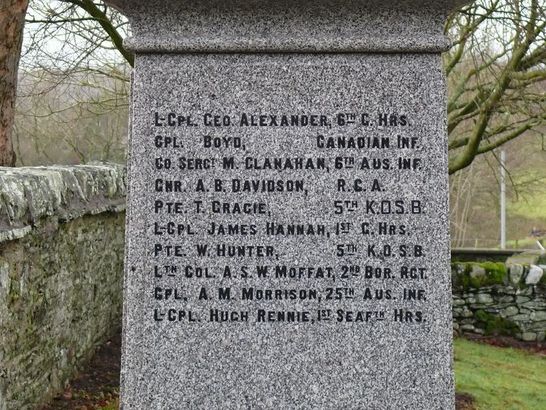 L-Cpl. Geo. Alexander, 6th G. Hrs.
Cpl. Boyd, Canadian Inf.
Co Sergt M. Clanahan, 6th Aus. Inf.
Gnr. A. B. Davidson, R.G.A.
Pte. T. Gracie, 5th K.O.S.B.
L-Cpl. James Hannah, 1st G. Hrs.
Pte. W. Hunter, 5th K.O.S.B.
Ltn Col. A. S. W. Moffat, 2nd Bor. Rgt.
Cpl. A. M. Morrison, 25th Aus. Inf.
L-Cpl. Hugh Rennie, 1st Seafth Hrs.